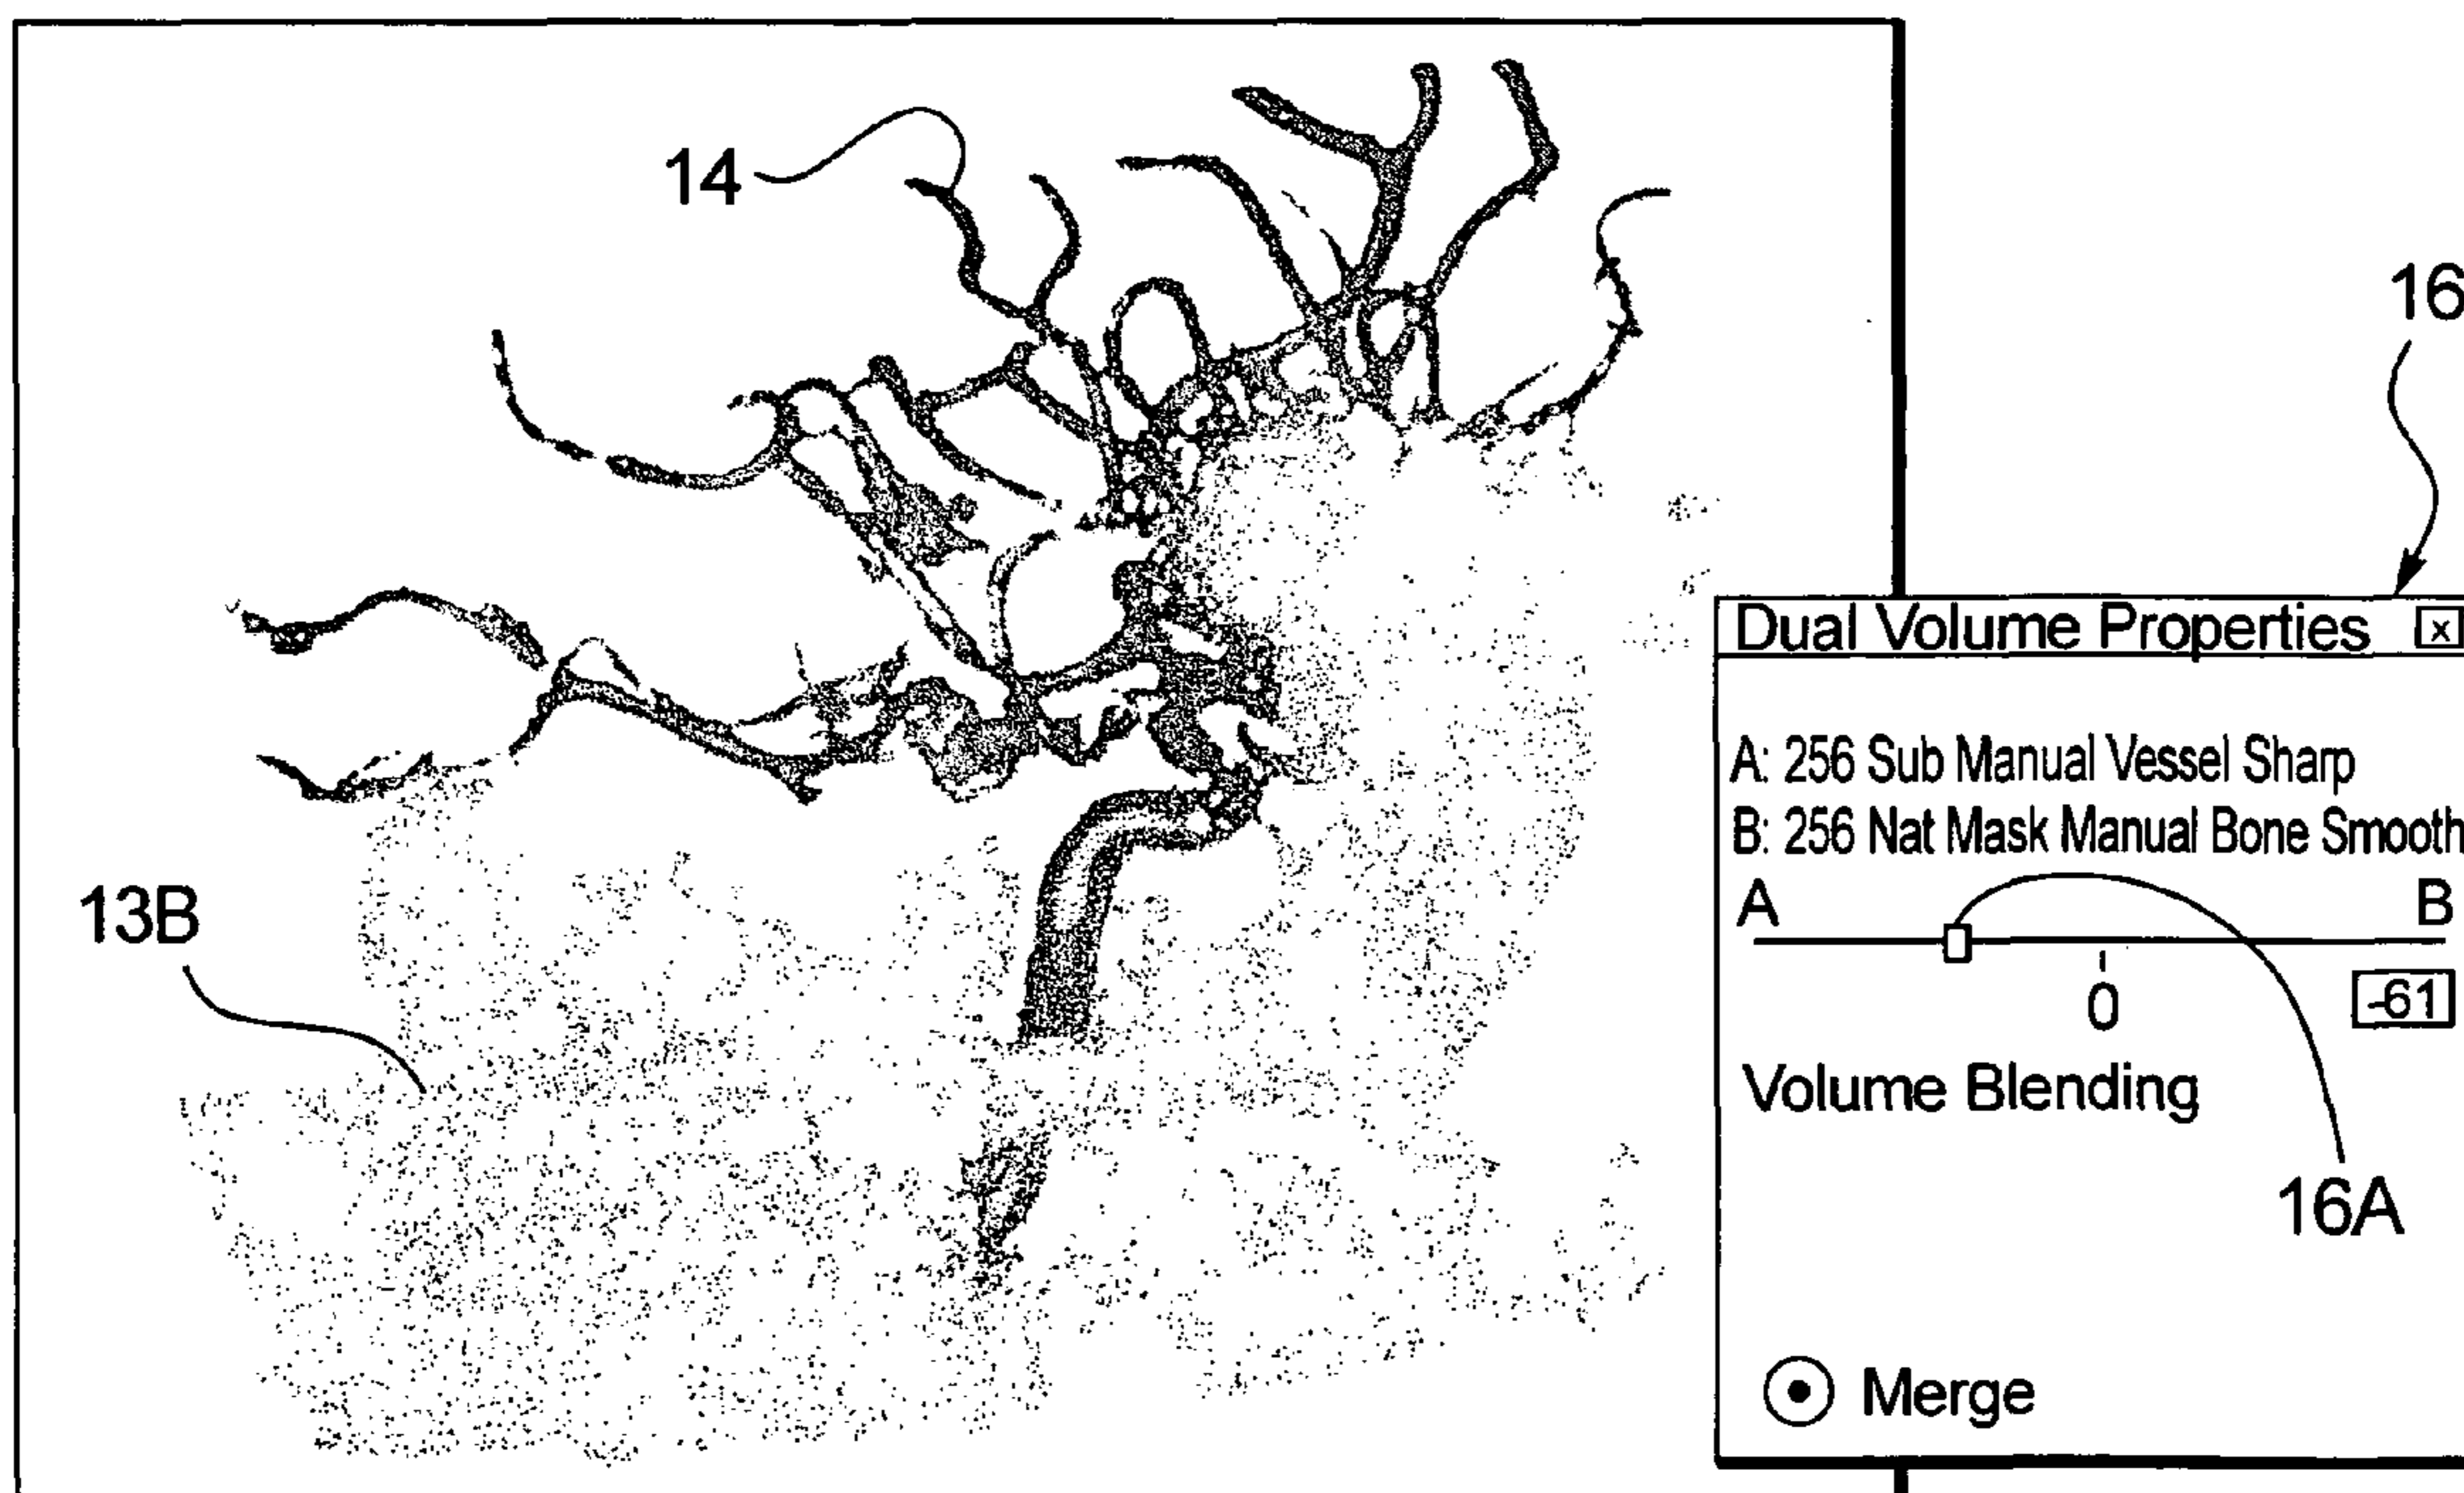 14
16
13B
Dual Volume Properties x
A: 256 Sub Manual Vessel Sharp
B: 256 Nat Mask Manual Bone Smooth
A B
0 -61
Volume Blending
16A
Merge